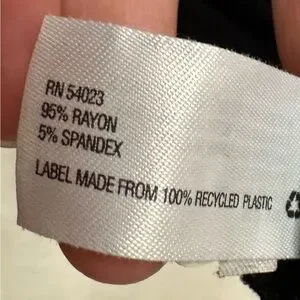 RN 54023
95% RAYON
5% SPANDEX
LABEL MADE FROM 100% RECYCLED PLASTIC